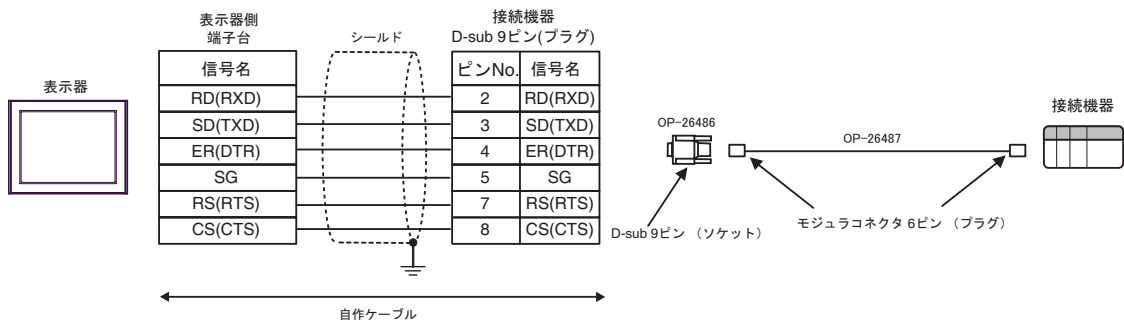 表示器
表示器側
端子台
シールド
接続機器
D-sub 9ピン(プラグ)
信号名
ピンNo. 信号名
RD(RXD) 2 RD(RXD)
SD(TXD) 3 SD(TXD)
ER(DTR) 4 ER(DTR)
SG 5 SG
RS(RTS) 7 RS(RTS)
CS(CTS) 8 CS(CTS)
自作ケーブル
OP-26486
D-sub 9ピン (ソケット)
OP-26487
モジュラコネクタ 6ピン (プラグ)
接続機器